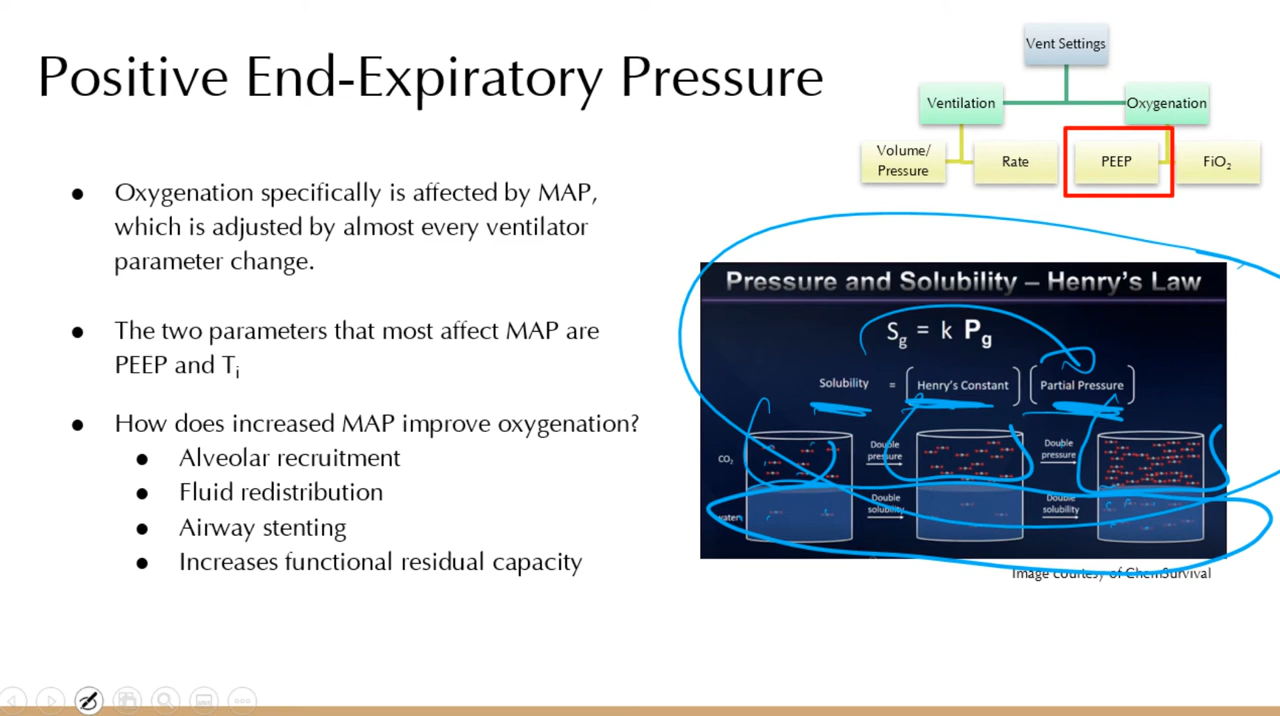 Positive End-Expiratory Pressure
Vent Settings
Ventilation
Oxygenation
Volume/
Pressure
Rate
PEEP
FiO₂
● Oxygenation specifically is affected by MAP,
which is adjusted by almost every ventilator
parameter change.
● The two parameters that most affect MAP are
PEEP and Tᵢ
● How does increased MAP improve oxygenation?
● Alveolar recruitment
● Fluid redistribution
● Airway stenting
● Increases functional residual capacity
Pressure and Solubility – Henry's Law
S₉ = k P₉
Solubility = (Henry's Constant) (Partial Pressure)
CO₂
Double
pressure
Double
pressure
water
Double
solubility
Double
solubility
Image courtesy of ChemSurvival